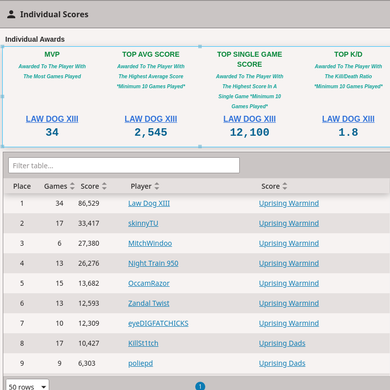 Individual Scores
Individual Awards
MVP
Awarded To The Player With
The Most Games Played
LAW DOG XIII
34
TOP AVG SCORE
Awarded To The Player With
The Highest Average Score
*Minimum 10 Games Played*
LAW DOG XIII
2,545
TOP SINGLE GAME
SCORE
Awarded To The Player With
The Highest Score In A
Single Game *Minimum 10
Games Played*
LAW DOG XIII
12,100
TOP K/D
Awarded To The Player With
The Kill/Death Ratio
*Minimum 10 Games Played*
LAW DOG XIII
1.8
Filter table...
Place Games Score Player Score
1 34 86,529 Law Dog XIII Uprising Warmind
2 17 33,417 skinnyTU Uprising Warmind
3 6 27,380 MitchWindoo Uprising Warmind
4 13 26,276 Night Train 950 Uprising Warmind
5 15 13,682 OccamRazor Uprising Warmind
6 13 12,593 Zandal Twist Uprising Warmind
7 10 12,309 eyeDIGFATCHICKS Uprising Warmind
8 17 10,427 KillSt1tch Uprising Dads
9 9 6,303 poliepd Uprising Dads
50 rows 1